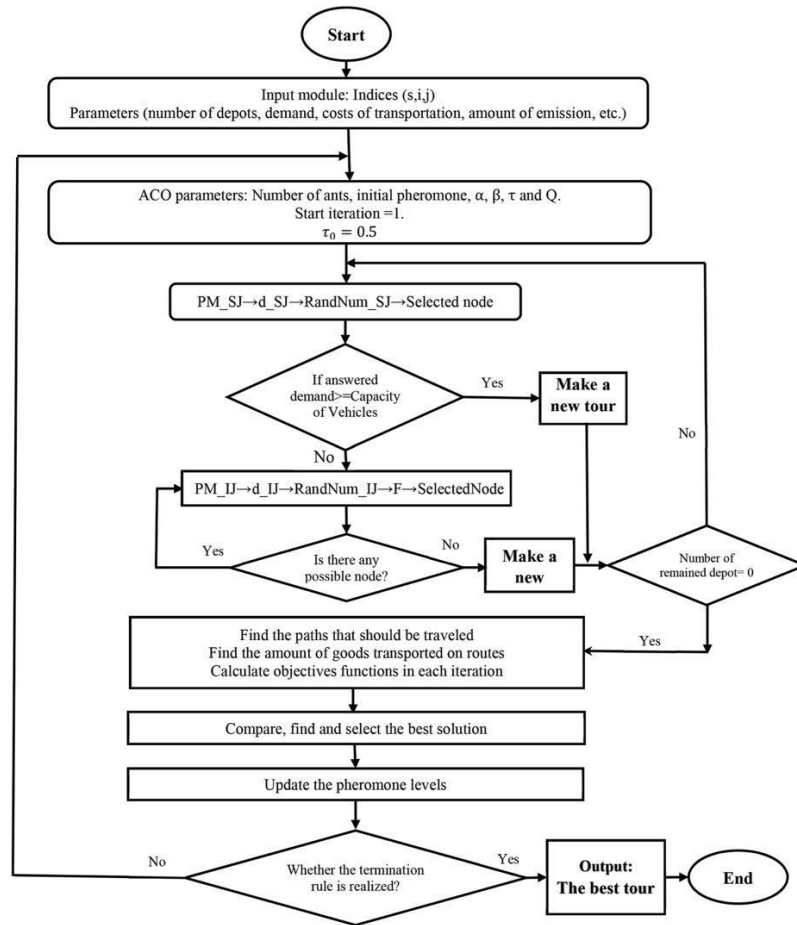 Start
Input module: Indices (s,i,j)
Parameters (number of depots, demand, costs of transportation, amount of emission, etc.)
ACO parameters: Number of ants, initial pheromone, α, β, τ and Q.
Start iteration =1.
τ₀ = 0.5
PM_SJ→d_SJ→RandNum_SJ→Selected node
If answered
demand>=Capacity
of Vehicles
Yes
Make a
new tour
No
No
PM_IJ→d_IJ→RandNum_IJ→F→SelectedNode
Yes
Is there any
possible node?
No
Make a
new
Number of
remained depot= 0
Yes
Find the paths that should be traveled
Find the amount of goods transported on routes
Calculate objectives functions in each iteration
Compare, find and select the best solution
Update the pheromone levels
No
Whether the termination
rule is realized?
Yes
Output:
The best tour
End